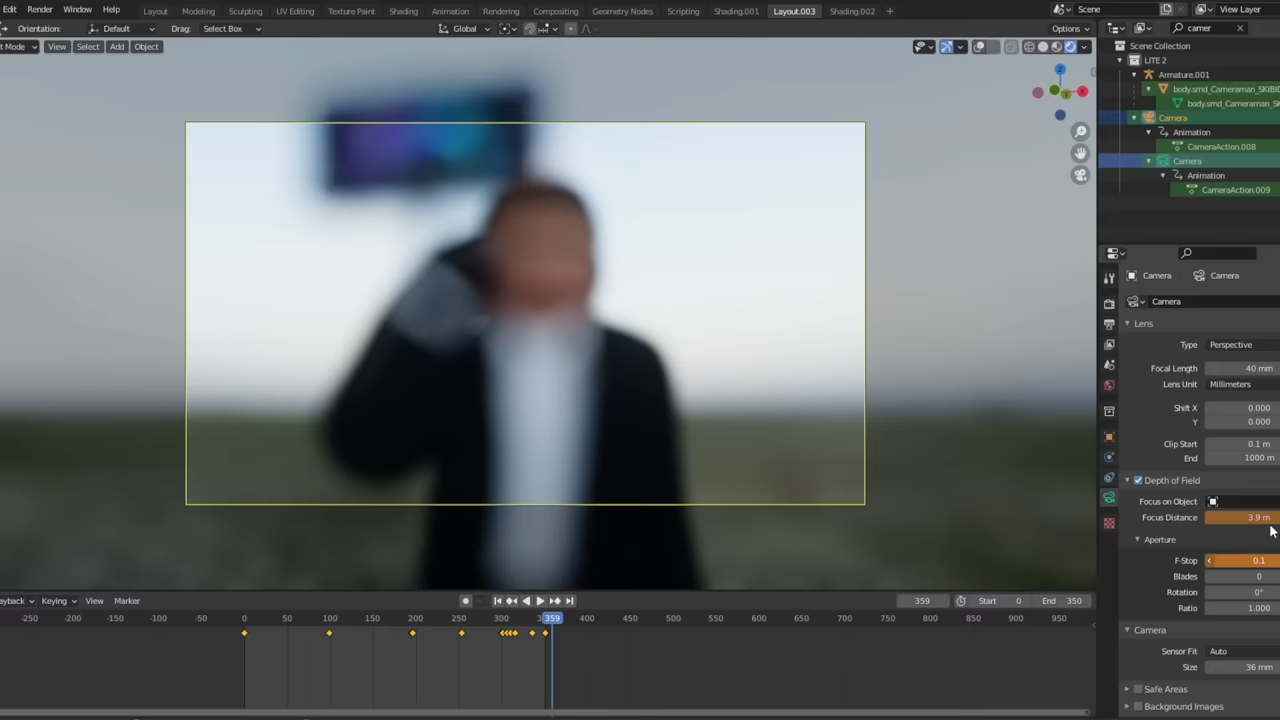 Edit Render Window Help Layout Modeling Sculpting UV Editing Texture Paint Shading Animation Rendering Compositing Geometry Nodes Scripting Shading.001 Layout.003 Shading.002 + Scene View Layer
Orientation: Default Drag: Select Box Global Options camer
Mode View Select Add Object
Scene Collection
LITE 2
Armature.001
body.smd_Cameraman_SKIBI
body.smd_Cameraman_SK
Camera
Animation
CameraAction.008
Camera
Animation
CameraAction.009
Z
X
Camera Camera
Camera
Lens
Type Perspective
Focal Length 40 mm
Lens Unit Millimeters
Shift X 0.000
Y 0.000
Clip Start 0.1 m
End 1000 m
Depth of Field
Focus on Object
Focus Distance 3.9 m
Aperture
F-Stop 0.1
Blades 0
Rotation 0°
Ratio 1.000
Camera
Sensor Fit Auto
Size 36 mm
Safe Areas
Background Images
ayback Keying View Marker 359 Start 0 End 350
-250 -200 -150 -100 -50 0 50 100 150 200 250 300 359 400 450 500 550 600 650 700 750 800 850 900 950